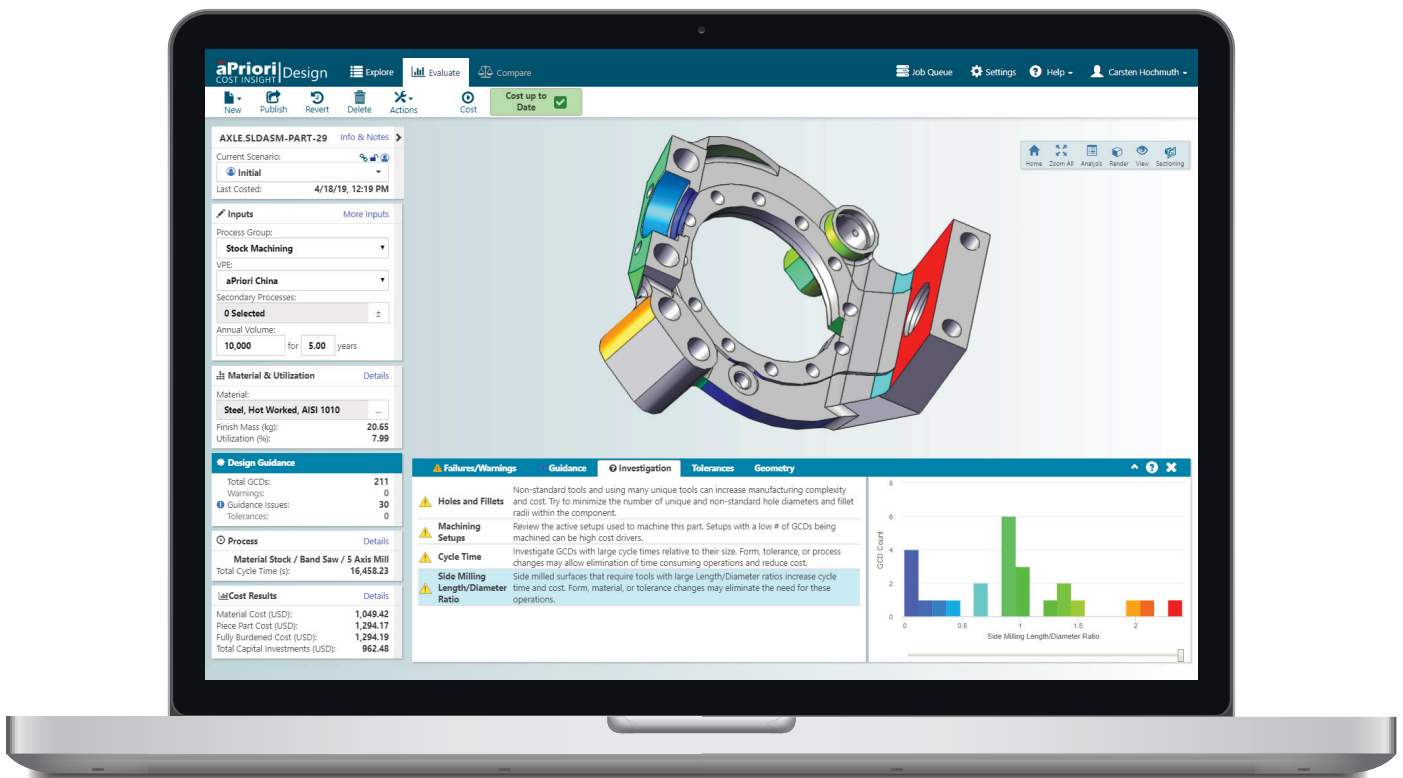 aPriori Design
COST INSIGHT
Explore
Evaluate
Compare
Job Queue
Settings
Help
Carsten Hochmuth
New
Publish
Revert
Delete
Actions
Cost
Cost up to
Date
AXLE.SLDASM-PART-29 Info & Notes
Current Scenario:
Initial
Last Costed: 4/18/19, 12:19 PM
Inputs More Inputs
Process Group:
Stock Machining
VPE:
aPriori China
Secondary Processes:
0 Selected ±
Annual Volume:
10,000 for 5.00 years
Material & Utilization Details
Material:
Steel, Hot Worked, AISI 1010 ...
Finish Mass (kg): 20.65
Utilization (%): 7.99
Design Guidance
Total GCDs: 211
Warnings: 0
Guidance Issues: 30
Tolerances: 0
Process Details
Material Stock / Band Saw / 5 Axis Mill
Total Cycle Time (s): 16,458.23
Cost Results Details
Material Cost (USD): 1,049.42
Piece Part Cost (USD): 1,294.17
Fully Burdened Cost (USD): 1,294.19
Total Capital Investments (USD): 962.48
Home
Zoom All
Analysis
Render
View
Sectioning
Failures/Warnings
Guidance
Investigation
Tolerances
Geometry
Holes and Fillets
Non-standard tools and using many unique tools can increase manufacturing complexity
and cost. Try to minimize the number of unique and non-standard hole diameters and fillet
radii within the component.
Machining
Setups
Review the active setups used to machine this part. Setups with a low # of GCDs being
machined can be high cost drivers.
Cycle Time
Investigate GCDs with large cycle times relative to their size. Form, tolerance, or process
changes may allow elimination of time consuming operations and reduce cost.
Side Milling
Length/Diameter
Ratio
Side milled surfaces that require tools with large Length/Diameter ratios increase cycle
time and cost. Form, material, or tolerance changes may eliminate the need for these
operations.
8
6
4
2
0
GCD Count
0 0.5 1 1.5 2
Side Milling Length/Diameter Ratio